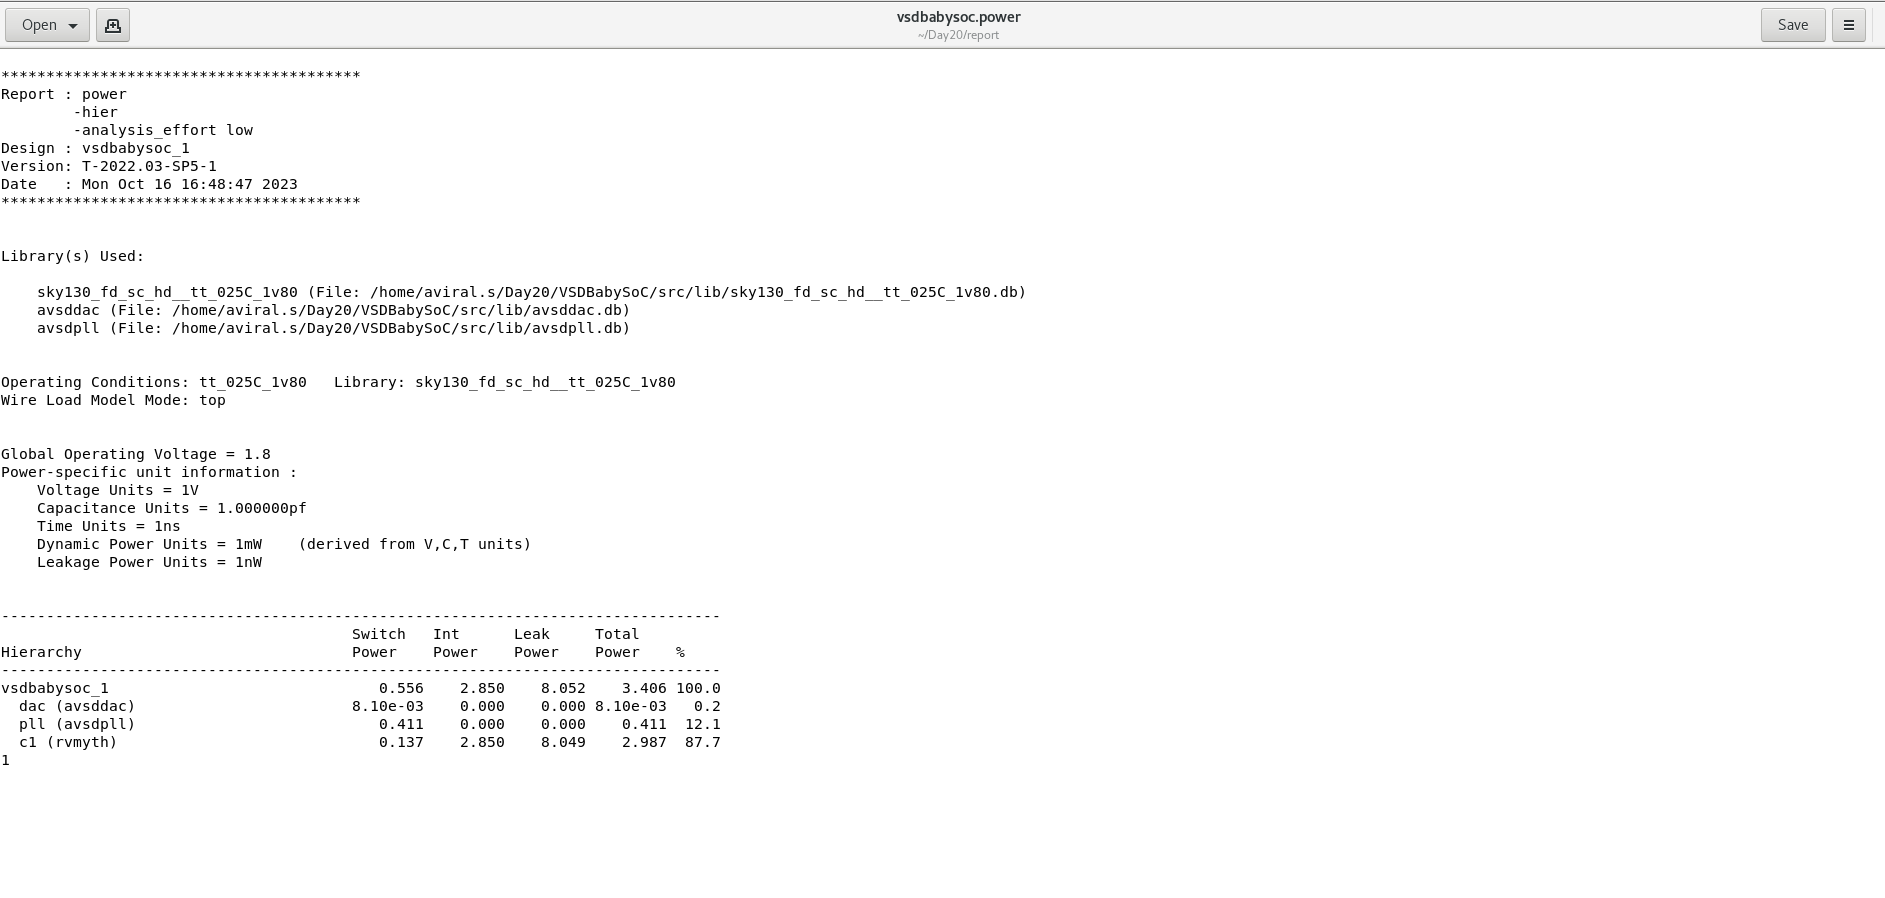 Open
vsdbabysoc.power
~/Day20/report
Save
****************************************
Report : power
        -hier
        -analysis_effort low
Design : vsdbabysoc_1
Version: T-2022.03-SP5-1
Date   : Mon Oct 16 16:48:47 2023
****************************************
Library(s) Used:
    sky130_fd_sc_hd__tt_025C_1v80 (File: /home/aviral.s/Day20/VSDBabySoC/src/lib/sky130_fd_sc_hd__tt_025C_1v80.db)
    avsddac (File: /home/aviral.s/Day20/VSDBabySoC/src/lib/avsddac.db)
    avsdpll (File: /home/aviral.s/Day20/VSDBabySoC/src/lib/avsdpll.db)
Operating Conditions: tt_025C_1v80   Library: sky130_fd_sc_hd__tt_025C_1v80
Wire Load Model Mode: top
Global Operating Voltage = 1.8
Power-specific unit information :
    Voltage Units = 1V
    Capacitance Units = 1.000000pf
    Time Units = 1ns
    Dynamic Power Units = 1mW    (derived from V,C,T units)
    Leakage Power Units = 1nW
--------------------------------------------------------------------------------
                                       Switch   Int      Leak     Total
Hierarchy                              Power    Power    Power    Power    %
--------------------------------------------------------------------------------
vsdbabysoc_1                              0.556    2.850    8.052    3.406 100.0
  dac (avsddac)                        8.10e-03    0.000    0.000 8.10e-03   0.2
  pll (avsdpll)                           0.411    0.000    0.000    0.411  12.1
  c1 (rvmyth)                             0.137    2.850    8.049    2.987  87.7
1